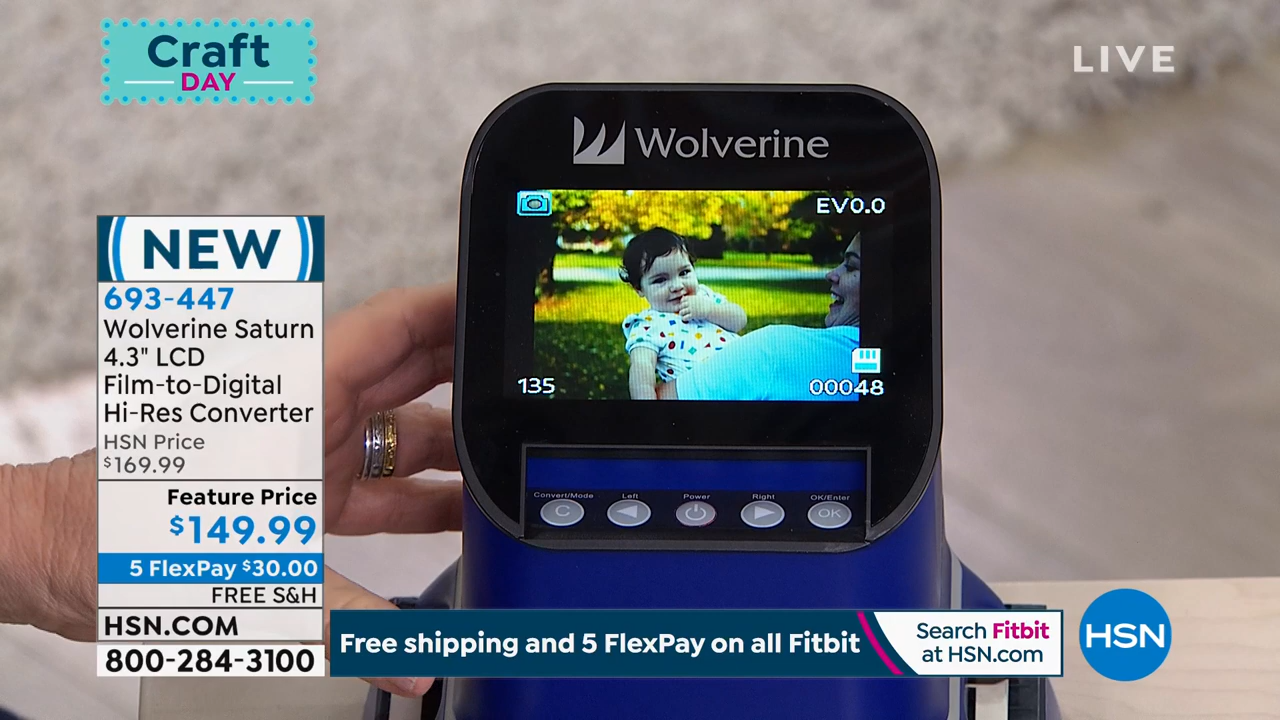 Craft
DAY
LIVE
Wolverine
EV0.0
135
00048
Convert/Mode
Left
Power
Right
OK/Enter
C
OK
NEW
693-447
Wolverine Saturn
4.3" LCD
Film-to-Digital
Hi-Res Converter
HSN Price
$169.99
Feature Price
$149.99
5 FlexPay $30.00
FREE S&H
HSN.COM
800-284-3100
Free shipping and 5 FlexPay on all Fitbit
Search Fitbit
at HSN.com
HSN